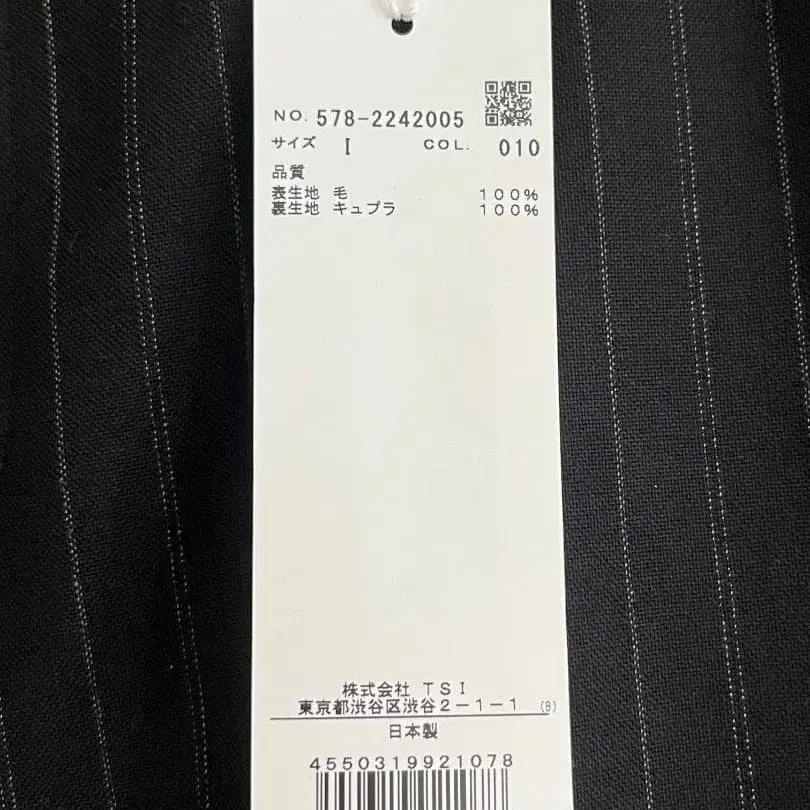 NO. 578-2242005
サイズ I COL. 010
品質
表生地 毛 100%
裏生地 キュプラ 100%
株式会社 TSI
東京都渋谷区渋谷2-1-1 (B)
日本製
4550319921078